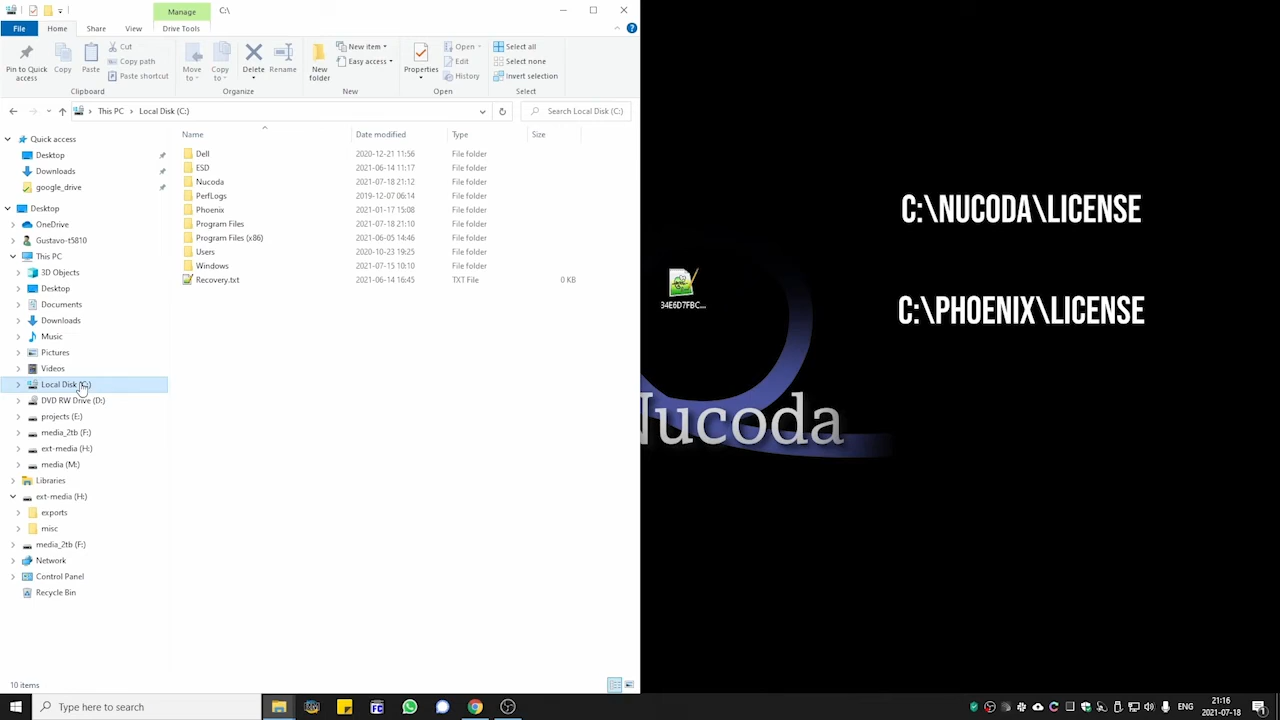 Manage
C:\
File
Home
Share
View
Drive Tools
Pin to Quick access
Copy
Paste
Cut
Copy path
Paste shortcut
Clipboard
Move to
Copy to
Delete
Rename
Organize
New folder
New item
Easy access
New
Properties
Open
Edit
History
Open
Select all
Select none
Invert selection
Select
This PC
Local Disk (C:)
Search Local Disk (C:)
Name
Date modified
Type
Size
Dell 2020-12-21 11:56 File folder
ESD 2021-06-14 11:17 File folder
Nucoda 2021-07-18 21:12 File folder
PerfLogs 2019-12-07 06:14 File folder
Phoenix 2021-01-17 15:08 File folder
Program Files 2021-07-18 21:10 File folder
Program Files (x86) 2021-06-05 14:46 File folder
Users 2020-10-23 19:25 File folder
Windows 2021-07-15 10:10 File folder
Recovery.txt 2021-06-14 16:45 TXT File 0 KB
Quick access
Desktop
Downloads
google_drive
Desktop
OneDrive
Gustavo-t5810
This PC
3D Objects
Desktop
Documents
Downloads
Music
Pictures
Videos
Local Disk (C:)
DVD RW Drive (D:)
projects (E:)
media_2tb (F:)
ext-media (H:)
media (M:)
Libraries
ext-media (H:)
exports
misc
media_2tb (F:)
Network
Control Panel
Recycle Bin
10 items
C:\NUCODA\LICENSE
C:\PHOENIX\LICENSE
34E6D7FBC...
Nucoda
Type here to search
ENG
21:16
2021-07-18